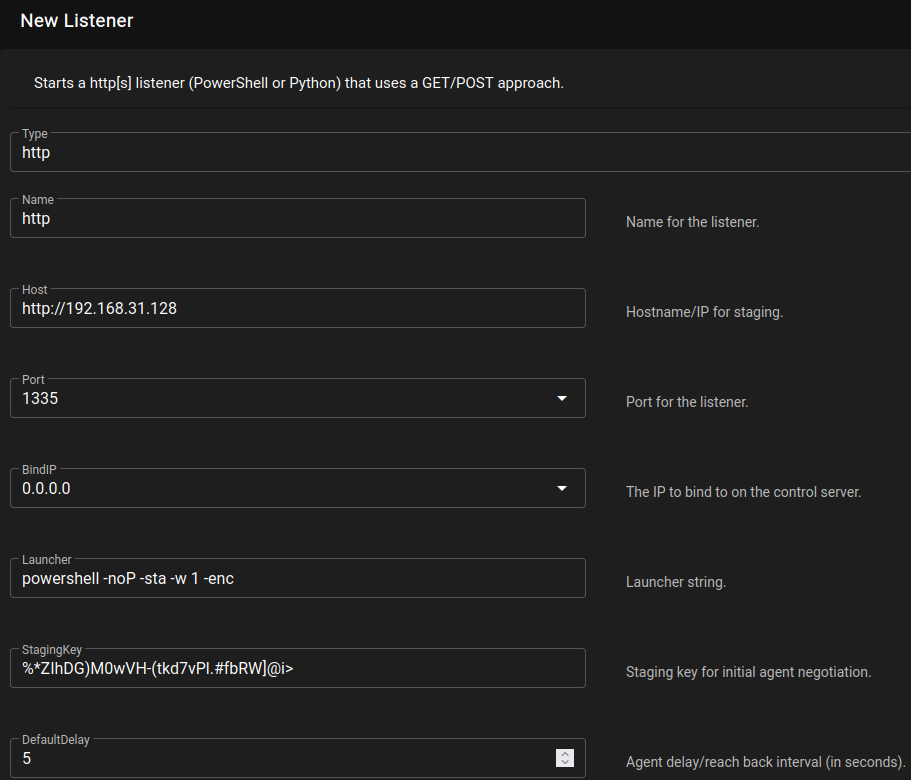 New Listener
Starts a http[s] listener (PowerShell or Python) that uses a GET/POST approach.
Type
http
Name
http
Name for the listener.
Host
http://192.168.31.128
Hostname/IP for staging.
Port
1335
Port for the listener.
BindIP
0.0.0.0
The IP to bind to on the control server.
Launcher
powershell -noP -sta -w 1 -enc
Launcher string.
StagingKey
%*ZIhDG)M0wVH-(tkd7vPI.#fbRW]@i>
Staging key for initial agent negotiation.
DefaultDelay
5
Agent delay/reach back interval (in seconds).